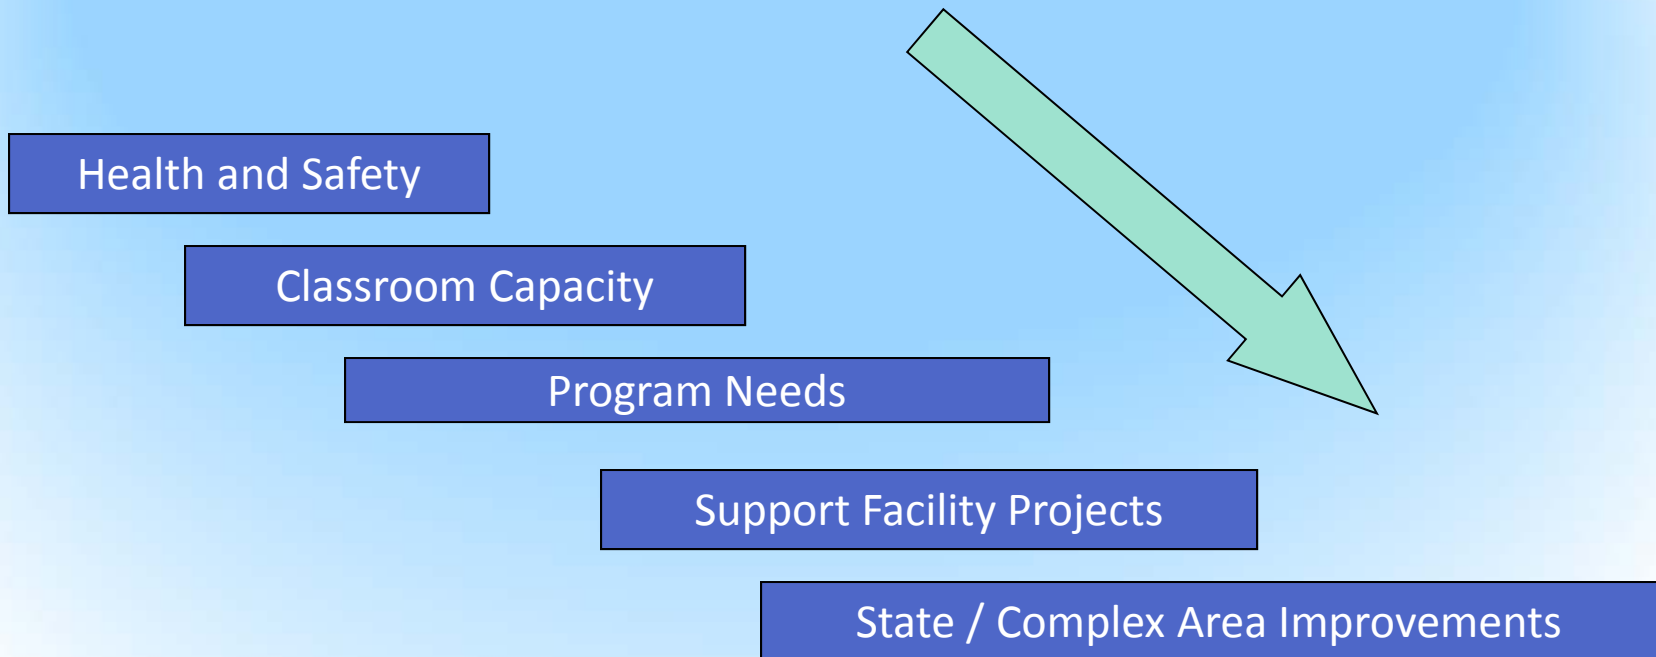 Health and Safety
Classroom Capacity
Program Needs
Support Facility Projects
State / Complex Area Improvements